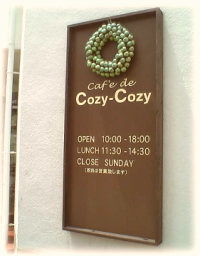 Caf'e de
Cozy-Cozy
OPEN 10:00-18:00
LUNCH 11:30-14:30
CLOSE SUNDAY